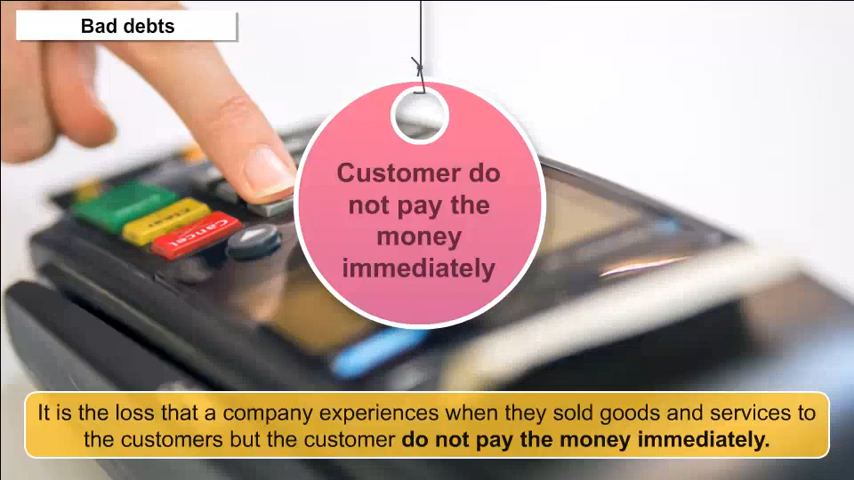 Bad debts
Customer do
not pay the
money
immediately
Clear
Cancel
It is the loss that a company experiences when they sold goods and services to
the customers but the customer do not pay the money immediately.